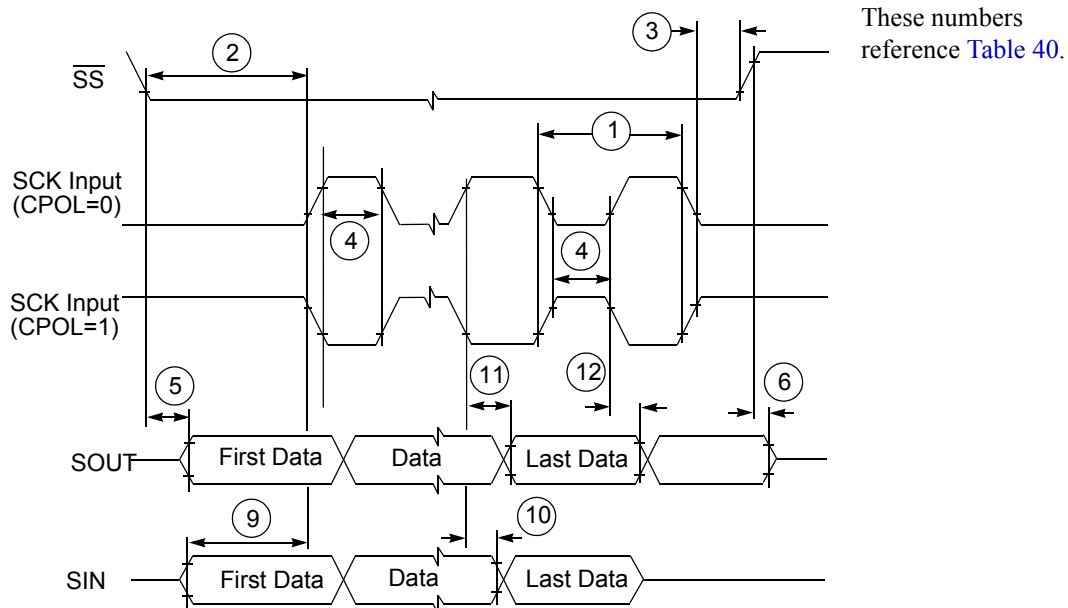 These numbers
reference Table 40.
3
2
SS
1
SCK Input
(CPOL=0)
4
4
SCK Input
(CPOL=1)
5
11
12
6
SOUT
First Data
Data
Last Data
9
10
SIN
First Data
Data
Last Data